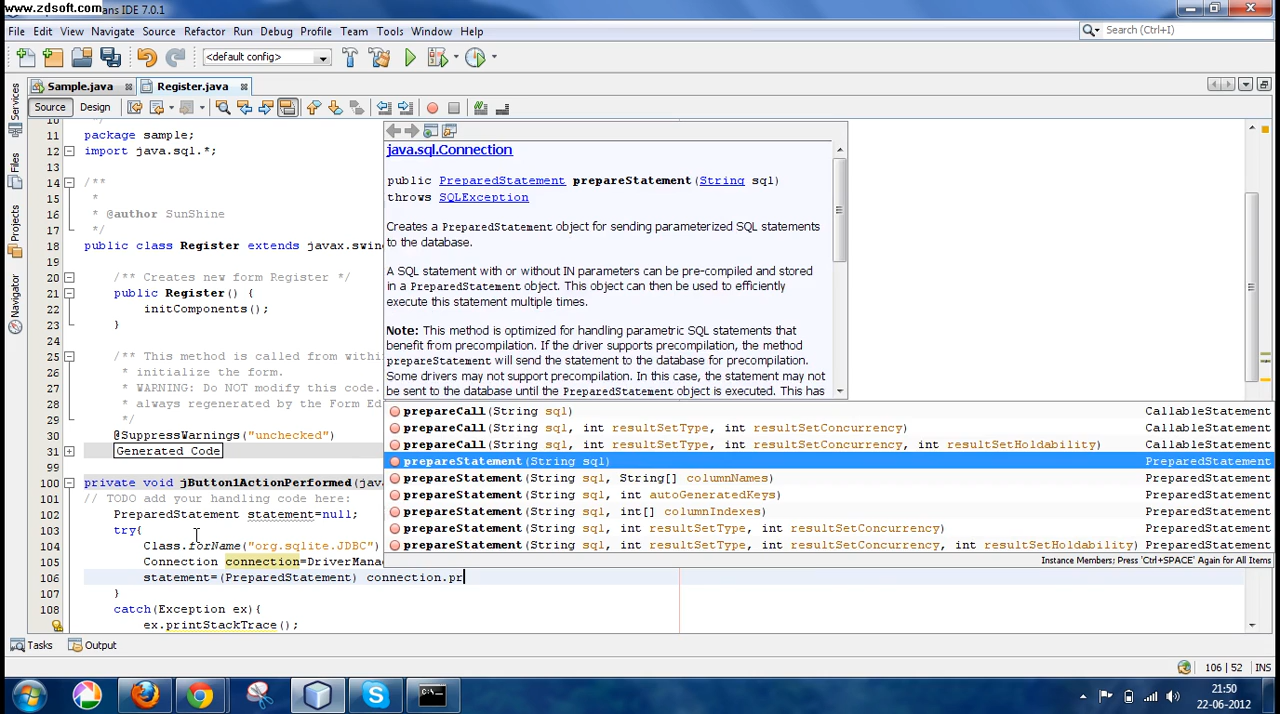 www.zdsoft.com
ans IDE 7.0.1
File Edit View Navigate Source Refactor Run Debug Profile Team Tools Window Help
Search (Ctrl+I)
<default config>
Sample.java Register.java
Source Design
Services
Files
Projects
Navigator
10
11 package sample;
12 import java.sql.*;
13
14 /**
15 *
16 * @author SunShine
17 */
18 public class Register extends javax.swing
19
20 /** Creates new form Register */
21 public Register() {
22 initComponents();
23 }
24
25 /** This method is called from within
26 * initialize the form.
27 * WARNING: Do NOT modify this code.
28 * always regenerated by the Form Ed
29 */
30 @SuppressWarnings("unchecked")
31 Generated Code
99
100 private void jButton1ActionPerformed(jav
101 // TODO add your handling code here:
102 PreparedStatement statement=null;
103 try{
104 Class.forName("org.sqlite.JDBC")
105 Connection connection=DriverMana
106 statement=(PreparedStatement) connection.pr
107 }
108 catch(Exception ex){
ex.printStackTrace();
java.sql.Connection
public PreparedStatement prepareStatement(String sql)
throws SQLException
Creates a PreparedStatement object for sending parameterized SQL statements
to the database.
A SQL statement with or without IN parameters can be pre-compiled and stored
in a PreparedStatement object. This object can then be used to efficiently
execute this statement multiple times.
Note: This method is optimized for handling parametric SQL statements that
benefit from precompilation. If the driver supports precompilation, the method
prepareStatement will send the statement to the database for precompilation.
Some drivers may not support precompilation. In this case, the statement may not
be sent to the database until the PreparedStatement object is executed. This has
prepareCall(String sql) CallableStatement
prepareCall(String sql, int resultSetType, int resultSetConcurrency) CallableStatement
prepareCall(String sql, int resultSetType, int resultSetConcurrency, int resultSetHoldability) CallableStatement
prepareStatement(String sql) PreparedStatement
prepareStatement(String sql, String[] columnNames) PreparedStatement
prepareStatement(String sql, int autoGeneratedKeys) PreparedStatement
prepareStatement(String sql, int[] columnIndexes) PreparedStatement
prepareStatement(String sql, int resultSetType, int resultSetConcurrency) PreparedStatement
prepareStatement(String sql, int resultSetType, int resultSetConcurrency, int resultSetHoldability) PreparedStatement
Instance Members; Press 'Ctrl+SPACE' Again for All Items
Tasks Output
106 | 52 INS
21:50
22-06-2012